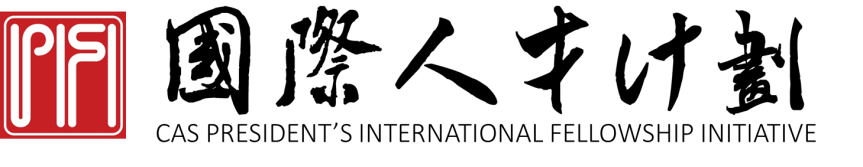 PIFI
國際人才计劃
CAS PRESIDENT'S INTERNATIONAL FELLOWSHIP INITIATIVE